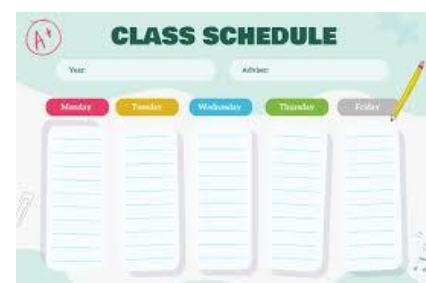 A+
CLASS SCHEDULE
Year:
Adviser:
Monday
Tuesday
Wednesday
Thursday
Friday